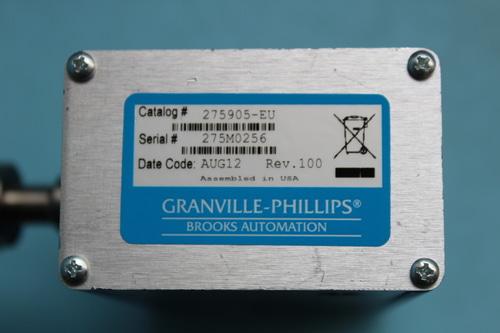 Catalog # 275905-EU
Serial # 275M0256
Date Code: AUG12 Rev.100
Assembled in USA
GRANVILLE-PHILLIPS®
BROOKS AUTOMATION